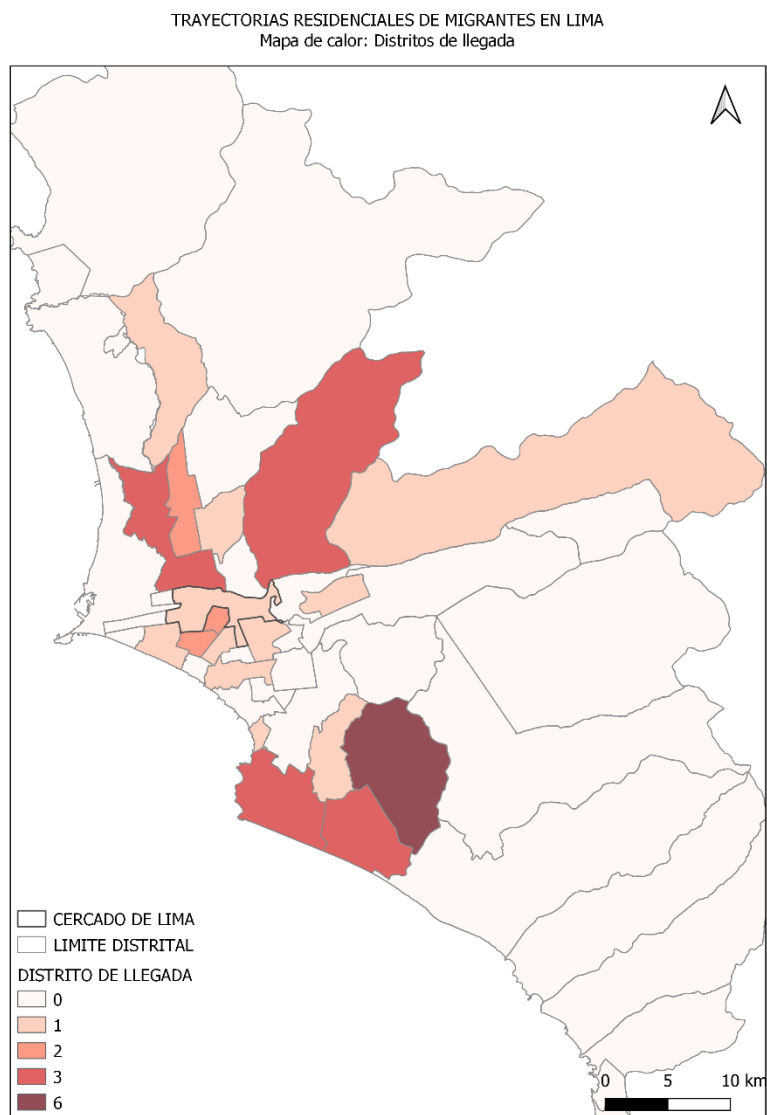 TRAYECTORIAS RESIDENCIALES DE MIGRANTES EN LIMA
Mapa de calor: Distritos de llegada
CERCADO DE LIMA
LIMITE DISTRITAL
DISTRITO DE LLEGADA
0
1
2
3
6
0 5 10 km